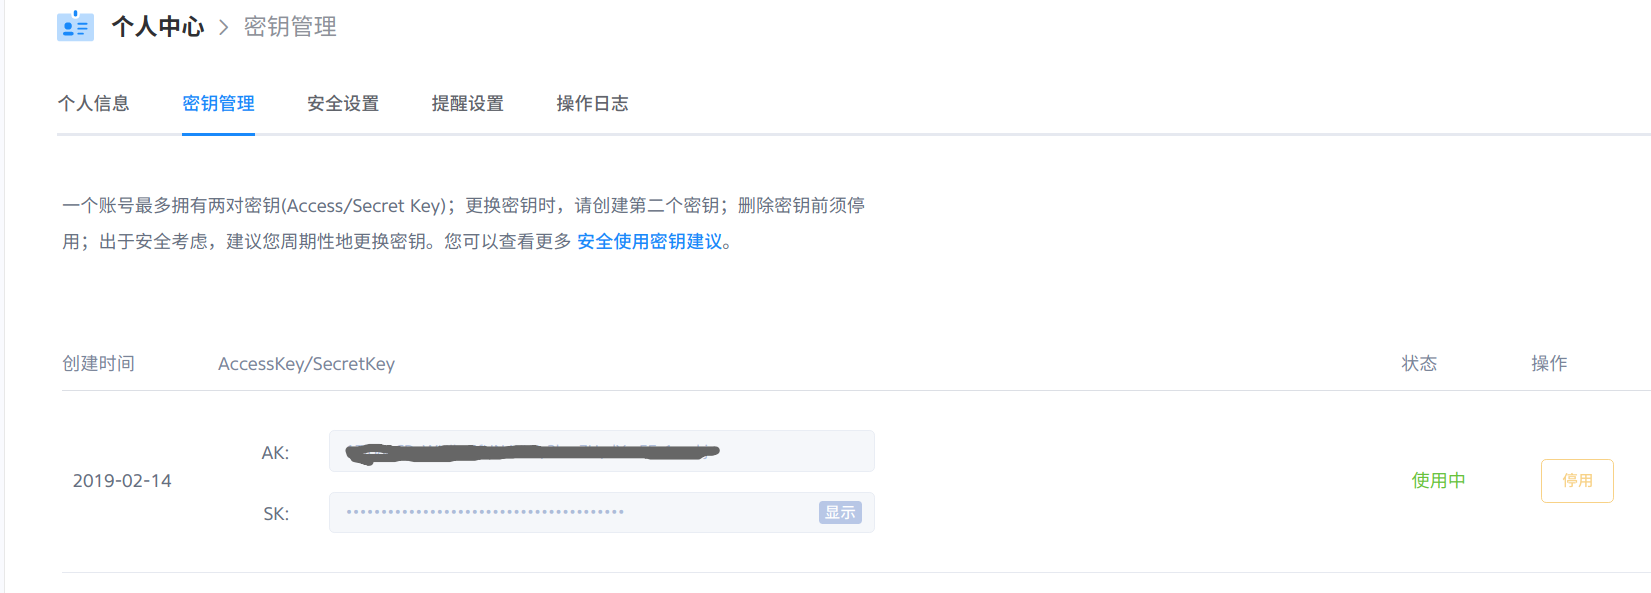 个人中心 > 密钥管理
个人信息 密钥管理 安全设置 提醒设置 操作日志
一个账号最多拥有两对密钥(Access/Secret Key)；更换密钥时，请创建第二个密钥；删除密钥前须停
用；出于安全考虑，建议您周期性地更换密钥。您可以查看更多 安全使用密钥建议。
创建时间 AccessKey/SecretKey 状态 操作
AK:
2019-02-14 使用中 停用
SK: •••••••••••••••••••••••••••••••••••••••• 显示